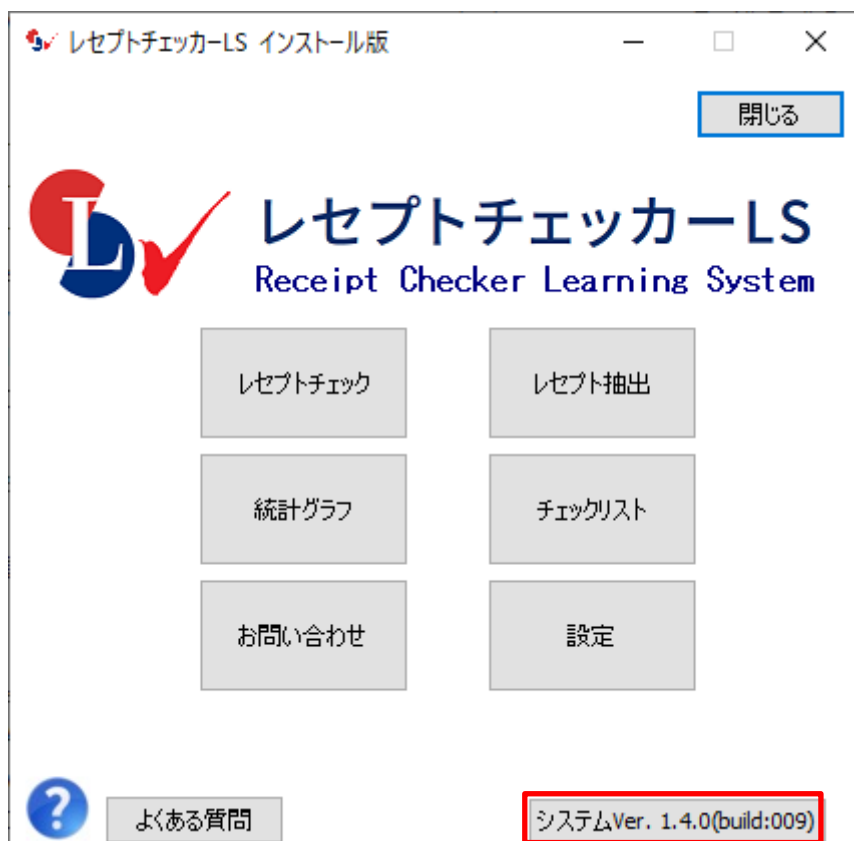 レセプトチェッカーLS インストール版
閉じる
L
レセプトチェッカーLS
Receipt Checker Learning System
レセプトチェック
レセプト抽出
統計グラフ
チェックリスト
お問い合わせ
設定
?
よくある質問
システムVer. 1.4.0(build:009)